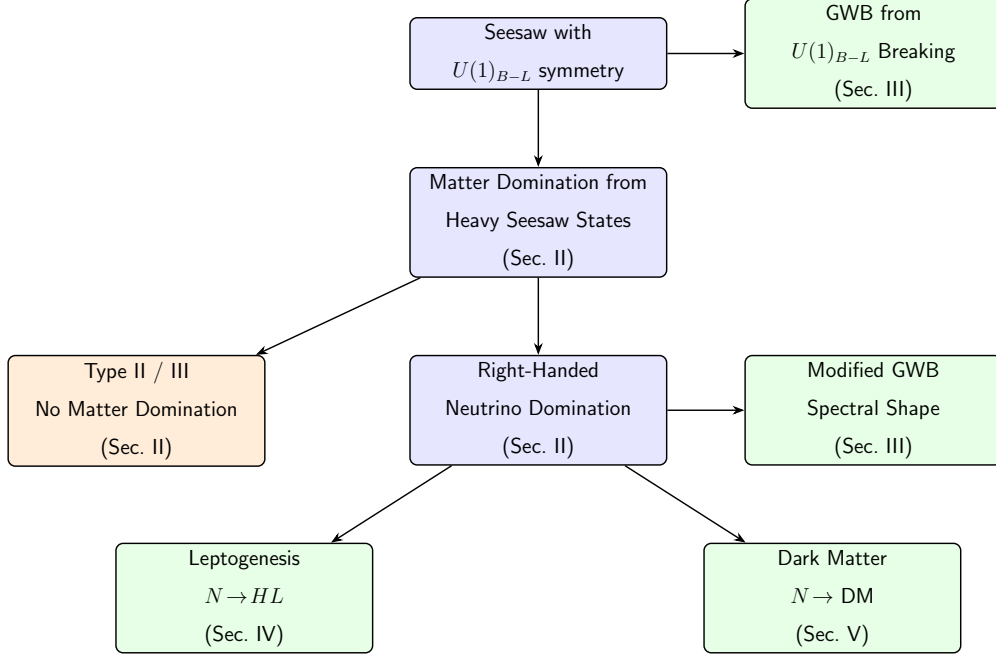 Seesaw with
U(1)_{B−L} symmetry
GWB from
U(1)_{B−L} Breaking
(Sec. III)
Matter Domination from
Heavy Seesaw States
(Sec. II)
Type II / III
No Matter Domination
(Sec. II)
Right-Handed
Neutrino Domination
(Sec. II)
Modified GWB
Spectral Shape
(Sec. III)
Leptogenesis
N→HL
(Sec. IV)
Dark Matter
N→ DM
(Sec. V)